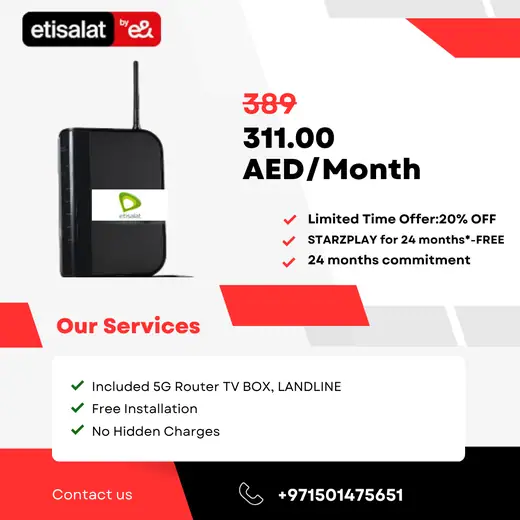 etisalat by e&
389
311.00
AED/Month
etisalat
Limited Time Offer:20% OFF
STARZPLAY for 24 months*-FREE
24 months commitment
Our Services
Included 5G Router TV BOX, LANDLINE
Free Installation
No Hidden Charges
Contact us
+971501475651